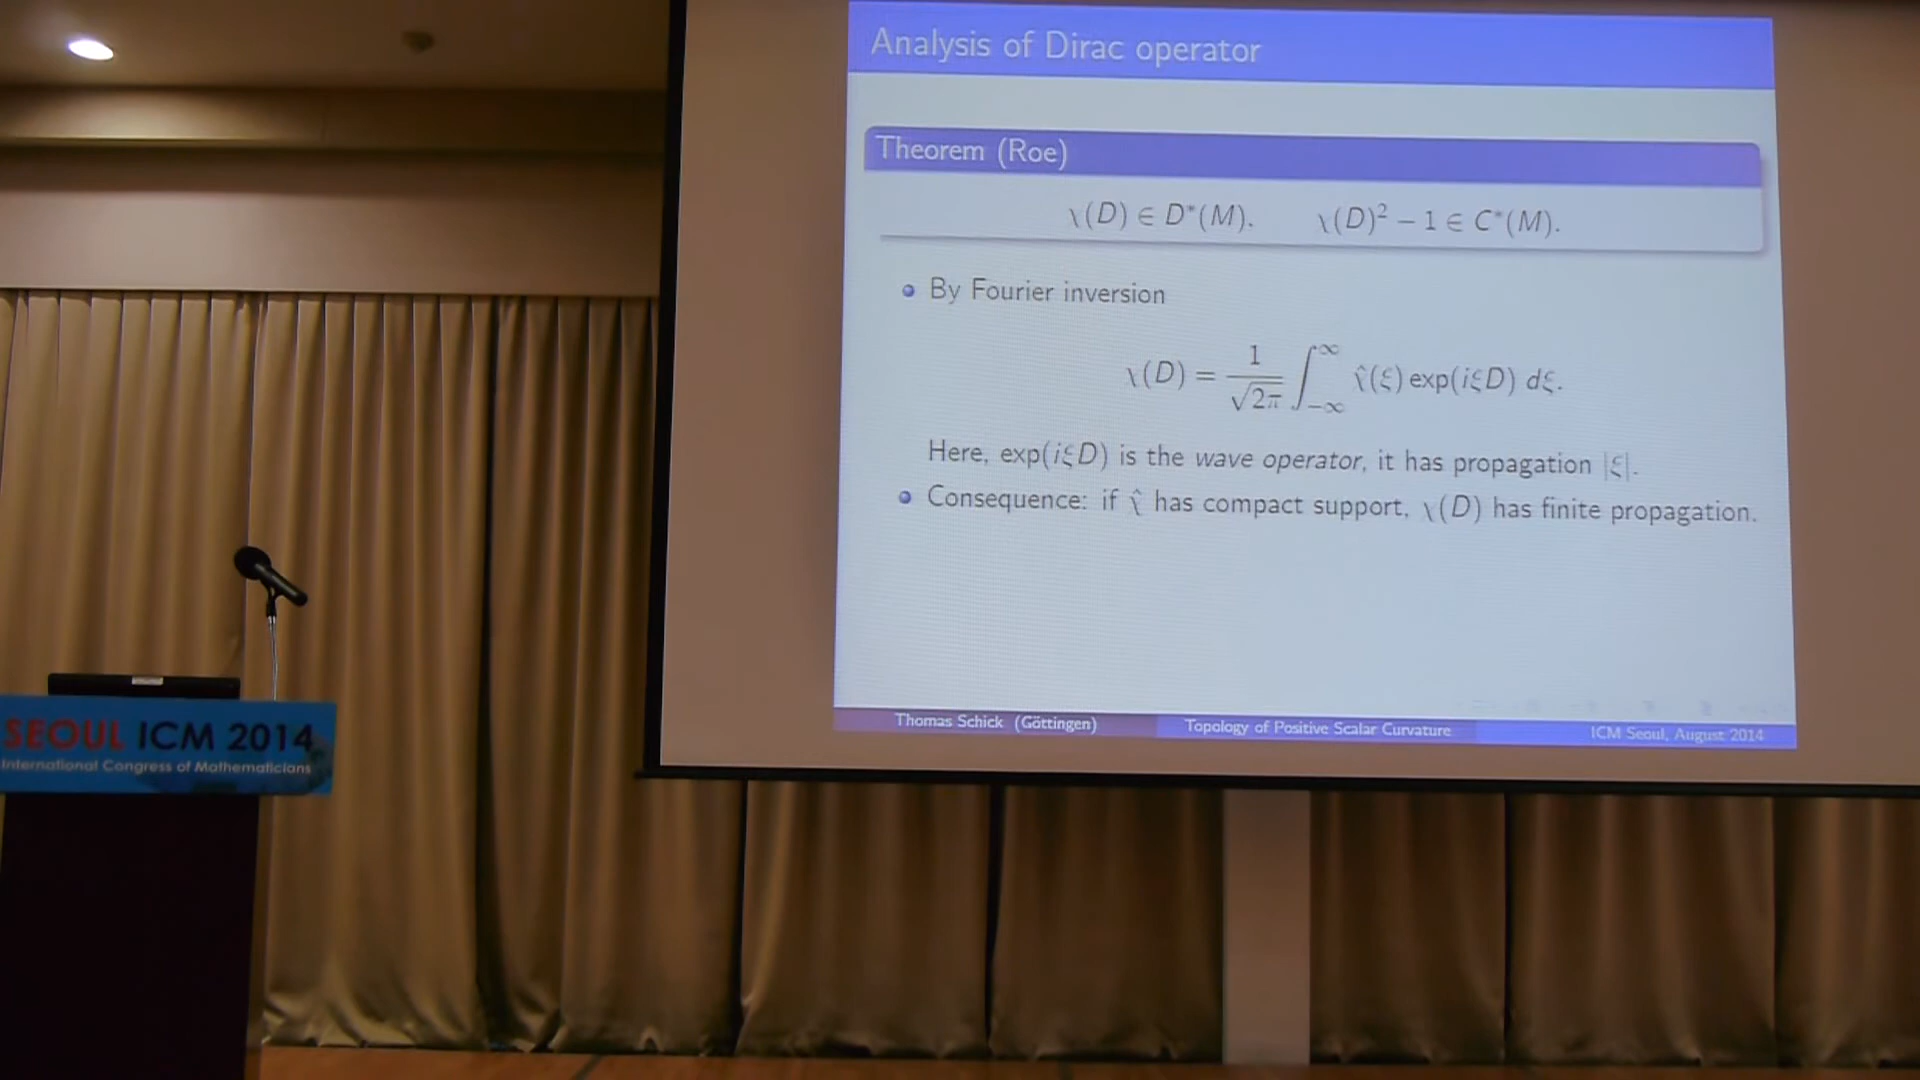 Analysis of Dirac operator
Theorem (Roe)
χ(D) ∈ D*(M). χ(D)² − 1 ∈ C*(M).
By Fourier inversion
χ(D) = 1/√2π ∫_{−∞}^{∞} χ̂(ξ) exp(iξD) dξ.
Here, exp(iξD) is the wave operator, it has propagation |ξ|.
Consequence: if χ̂ has compact support, χ(D) has finite propagation.
Thomas Schick (Göttingen) Topology of Positive Scalar Curvature ICM Seoul, August 2014
SEOUL ICM 2014
International Congress of Mathematicians